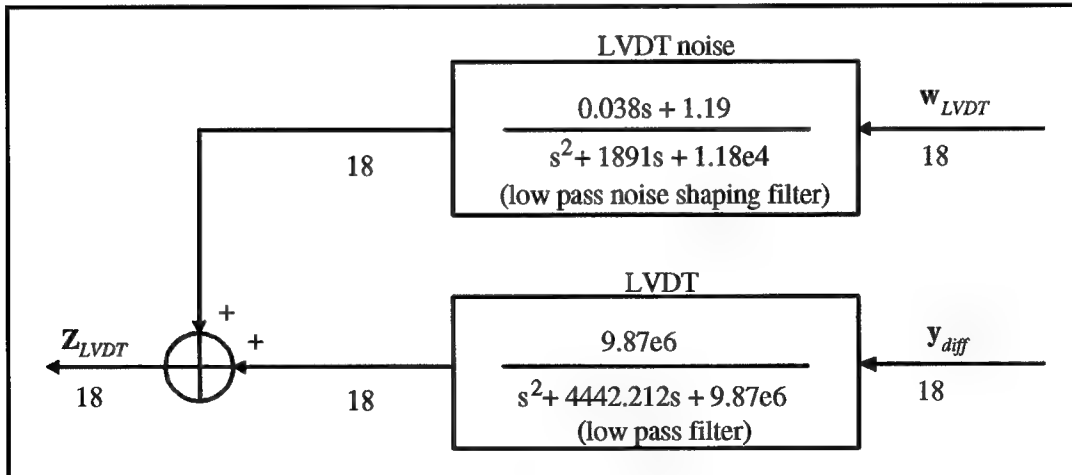 LVDT noise
0.038s + 1.19
s²+ 1891s + 1.18e4
(low pass noise shaping filter)
w_LVDT
18
18
LVDT
9.87e6
s²+ 4442.212s + 9.87e6
(low pass filter)
y_diff
18
18
+
+
Z_LVDT
18